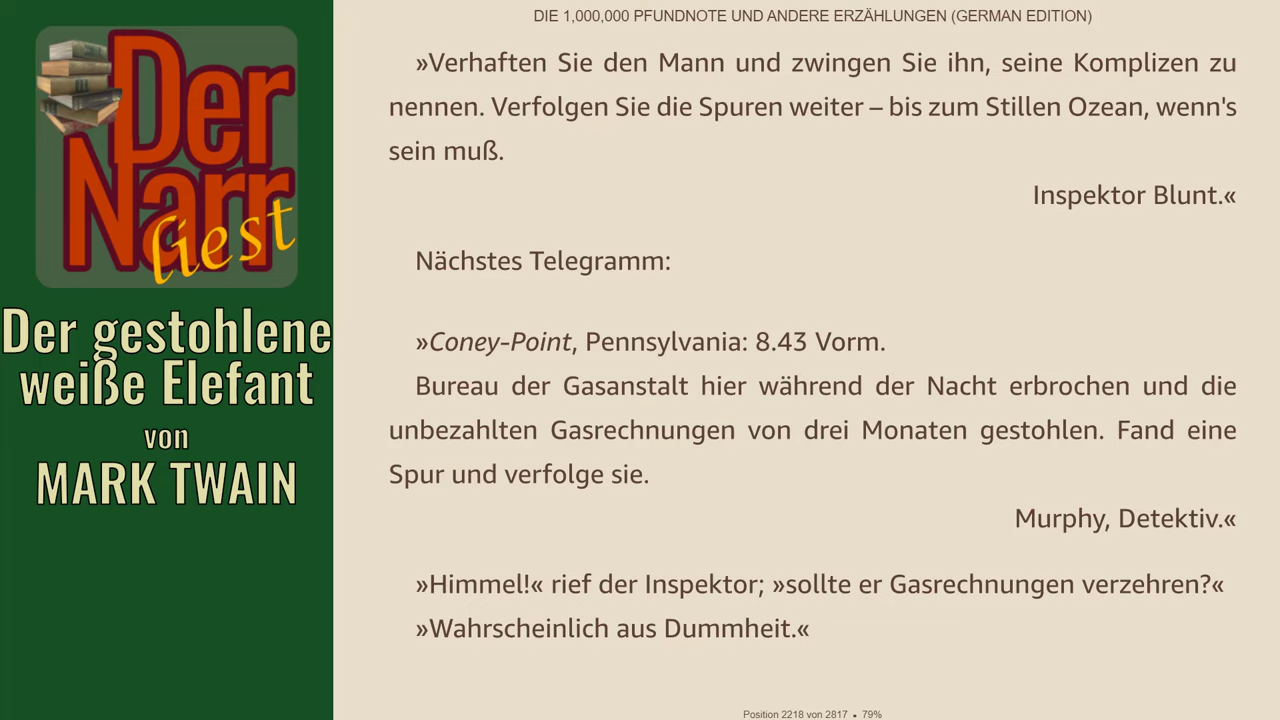 Der
Narr
liest
Der gestohlene
weiße Elefant
von
MARK TWAIN
DIE 1,000,000 PFUNDNOTE UND ANDERE ERZÄHLUNGEN (GERMAN EDITION)
»Verhaften Sie den Mann und zwingen Sie ihn, seine Komplizen zu
nennen. Verfolgen Sie die Spuren weiter – bis zum Stillen Ozean, wenn's
sein muß.
Inspektor Blunt.«
Nächstes Telegramm:
»Coney-Point, Pennsylvania: 8.43 Vorm.
Bureau der Gasanstalt hier während der Nacht erbrochen und die
unbezahlten Gasrechnungen von drei Monaten gestohlen. Fand eine
Spur und verfolge sie.
Murphy, Detektiv.«
»Himmel!« rief der Inspektor; »sollte er Gasrechnungen verzehren?«
»Wahrscheinlich aus Dummheit.«
Position 2218 von 2817 • 79%